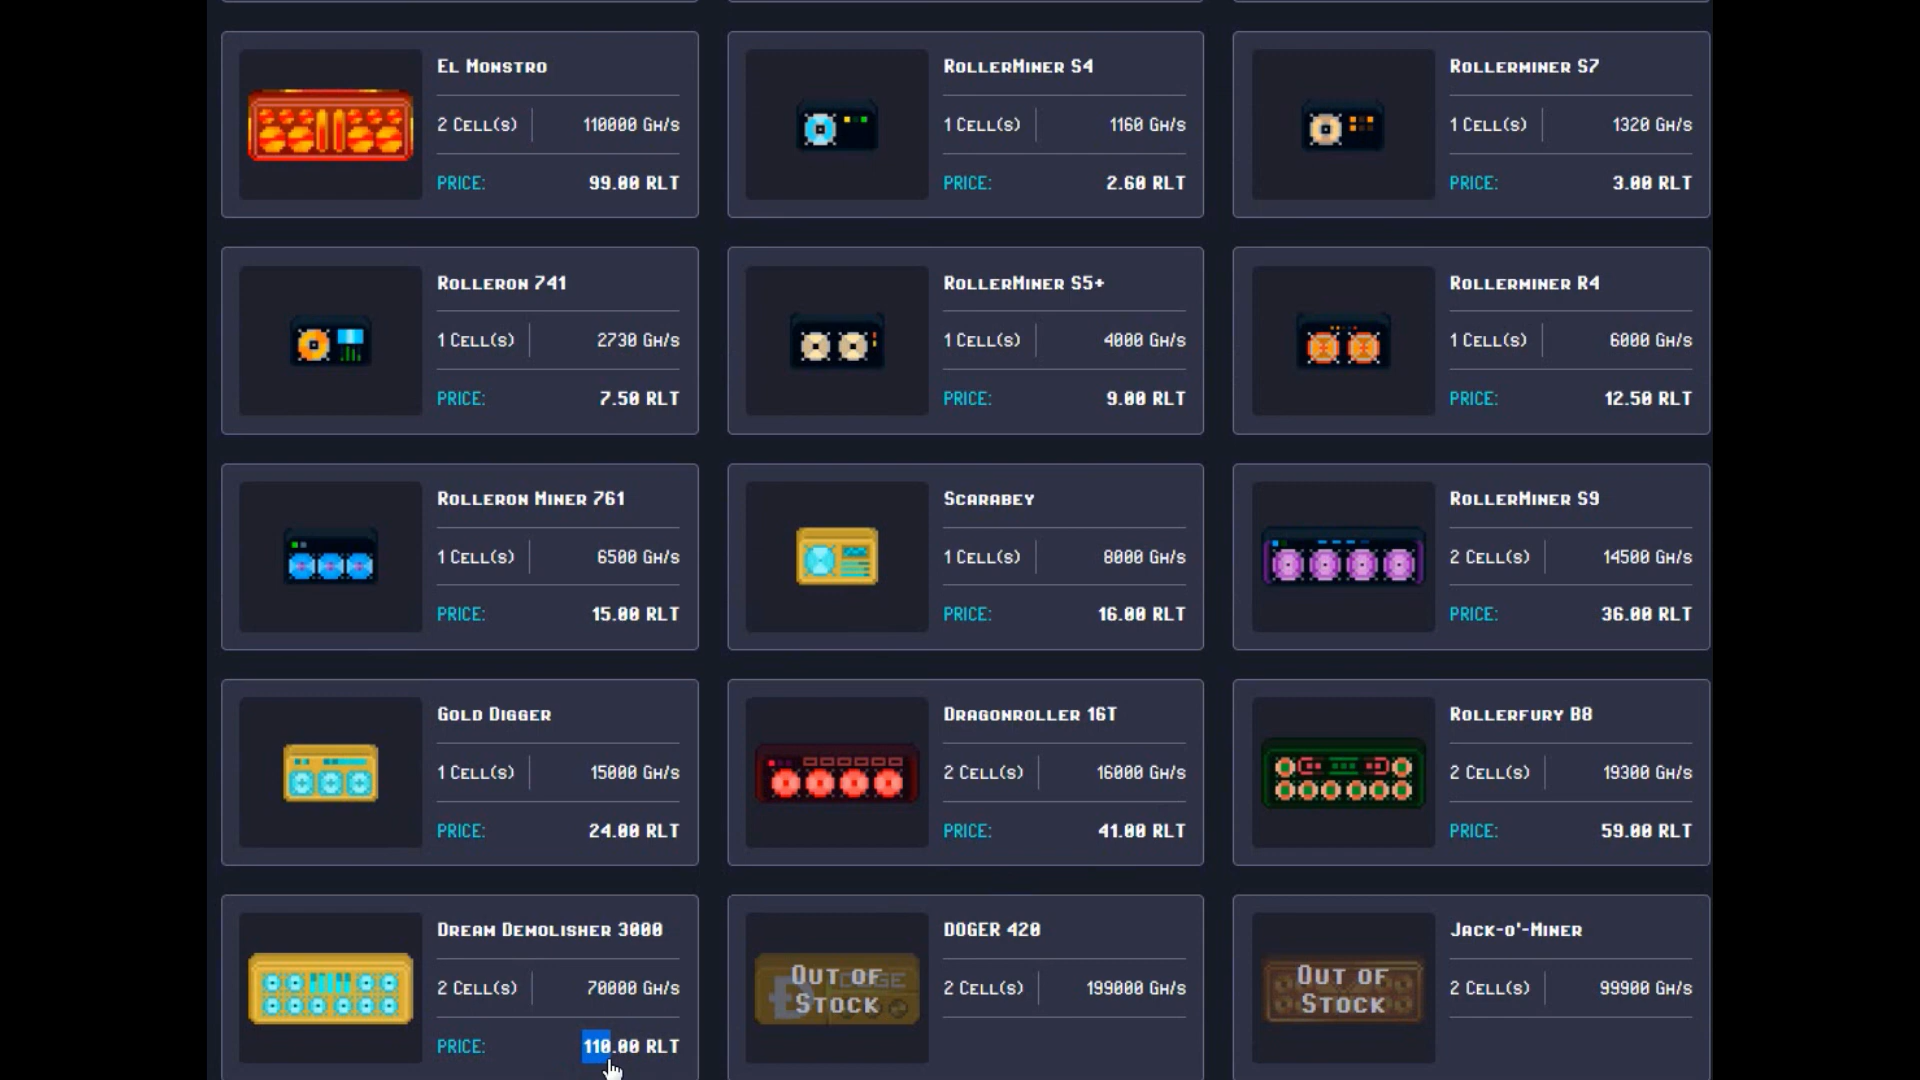 El Monstro
2 Cell(s) 110000 Gh/s
PRICE: 99.00 RLT
RollerMiner S4
1 Cell(s) 1160 Gh/s
PRICE: 2.60 RLT
Rollerminer S7
1 Cell(s) 1320 Gh/s
PRICE: 3.00 RLT
Rolleron 741
1 Cell(s) 2730 Gh/s
PRICE: 7.50 RLT
RollerMiner S5+
1 Cell(s) 4000 Gh/s
PRICE: 9.00 RLT
Rollerminer R4
1 Cell(s) 6000 Gh/s
PRICE: 12.50 RLT
Rolleron Miner 761
1 Cell(s) 6500 Gh/s
PRICE: 15.00 RLT
Scarabey
1 Cell(s) 8000 Gh/s
PRICE: 16.00 RLT
RollerMiner S9
2 Cell(s) 14500 Gh/s
PRICE: 36.00 RLT
Gold Digger
1 Cell(s) 15000 Gh/s
PRICE: 24.00 RLT
Dragonroller 16T
2 Cell(s) 16000 Gh/s
PRICE: 41.00 RLT
Rollerfury B8
2 Cell(s) 19300 Gh/s
PRICE: 59.00 RLT
Dream Demolisher 3000
2 Cell(s) 70000 Gh/s
PRICE: 110.00 RLT
Out of
Stock
DOGER 420
2 Cell(s) 199000 Gh/s
Out of
Stock
Jack-o'-Miner
2 Cell(s) 99900 Gh/s